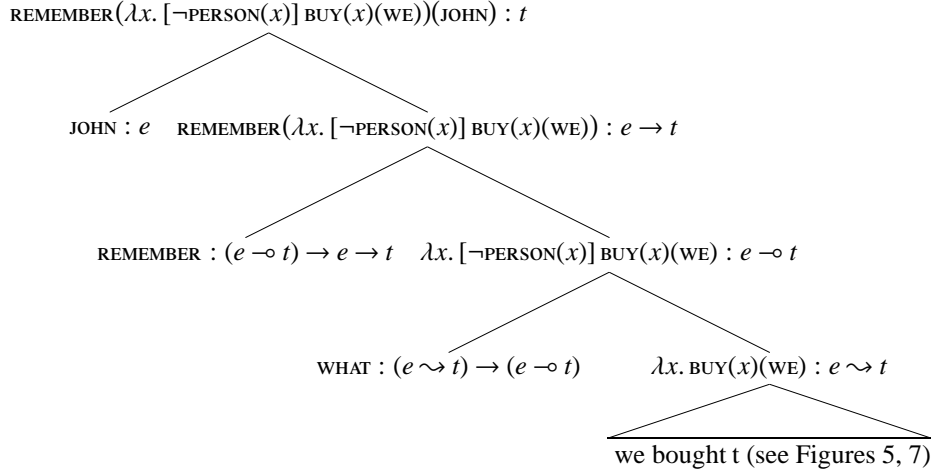 REMEMBER(λx. [¬PERSON(x)] BUY(x)(WE))(JOHN) : t
JOHN : e REMEMBER(λx. [¬PERSON(x)] BUY(x)(WE)) : e → t
REMEMBER : (e ⊸ t) → e → t λx. [¬PERSON(x)] BUY(x)(WE) : e ⊸ t
WHAT : (e ⤳ t) → (e ⊸ t) λx. BUY(x)(WE) : e ⤳ t
we bought t (see Figures 5, 7)